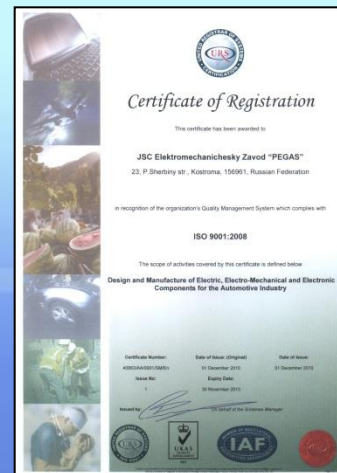 URS
Certificate of Registration
This certificate has been awarded to
JSC Elektromechanichesky Zavod "PEGAS"
23, P.Sherbiny str., Kostroma, 156961, Russian Federation
in recognition of the organization's Quality Management System which complies with
ISO 9001:2008
The scope of activities covered by this certificate is defined below
Design and Manufacture of Electric, Electro-Mechanical and Electronic
Components for the Automotive Industry
Certificate Number: Date of Issue: (Original) Date of Issue:
01 December 2010 01 December 2010
Issue No: Expiry Date:
1 30 November 2013
Issued by: On behalf of the Schemes Manager
URS
UKAS
IAF